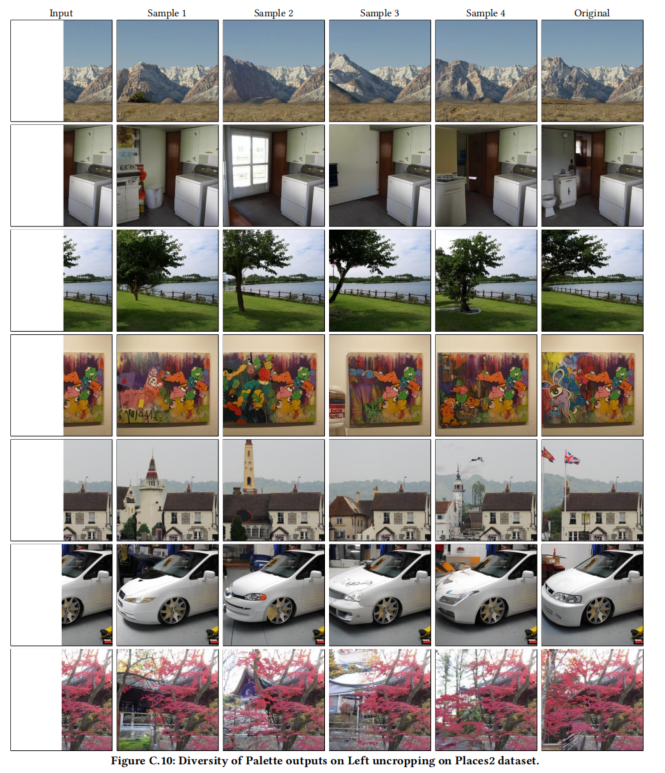 Input Sample 1 Sample 2 Sample 3 Sample 4 Original
Figure C.10: Diversity of Palette outputs on Left uncropping on Places2 dataset.